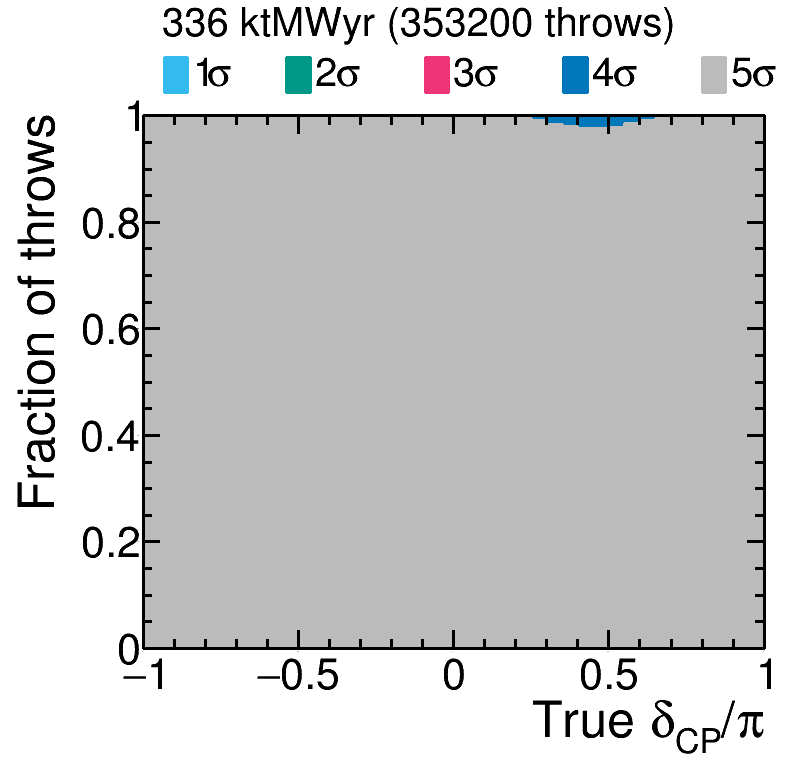 336 ktMWyr (353200 throws)
1σ 2σ 3σ 4σ 5σ
Fraction of throws
1
0.8
0.6
0.4
0.2
0
−1 −0.5 0 0.5 1
True δCP/π